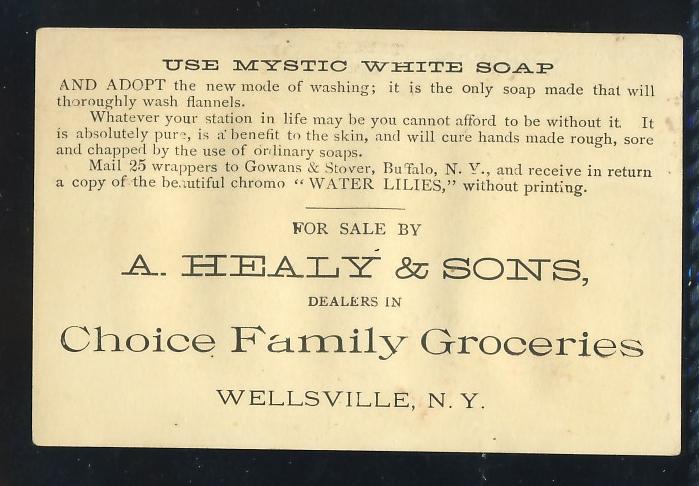 USE MYSTIC WHITE SOAP
AND ADOPT the new mode of washing; it is the only soap made that will
thoroughly wash flannels.
Whatever your station in life may be you cannot afford to be without it. It
is absolutely pure, is a benefit to the skin, and will cure hands made rough, sore
and chapped by the use of ordinary soaps.
Mail 25 wrappers to Gowans & Stover, Buffalo, N. Y., and receive in return
a copy of the beautiful chromo "WATER LILIES," without printing.
FOR SALE BY
A. HEALY & SONS,
DEALERS IN
Choice Family Groceries
WELLSVILLE, N. Y.